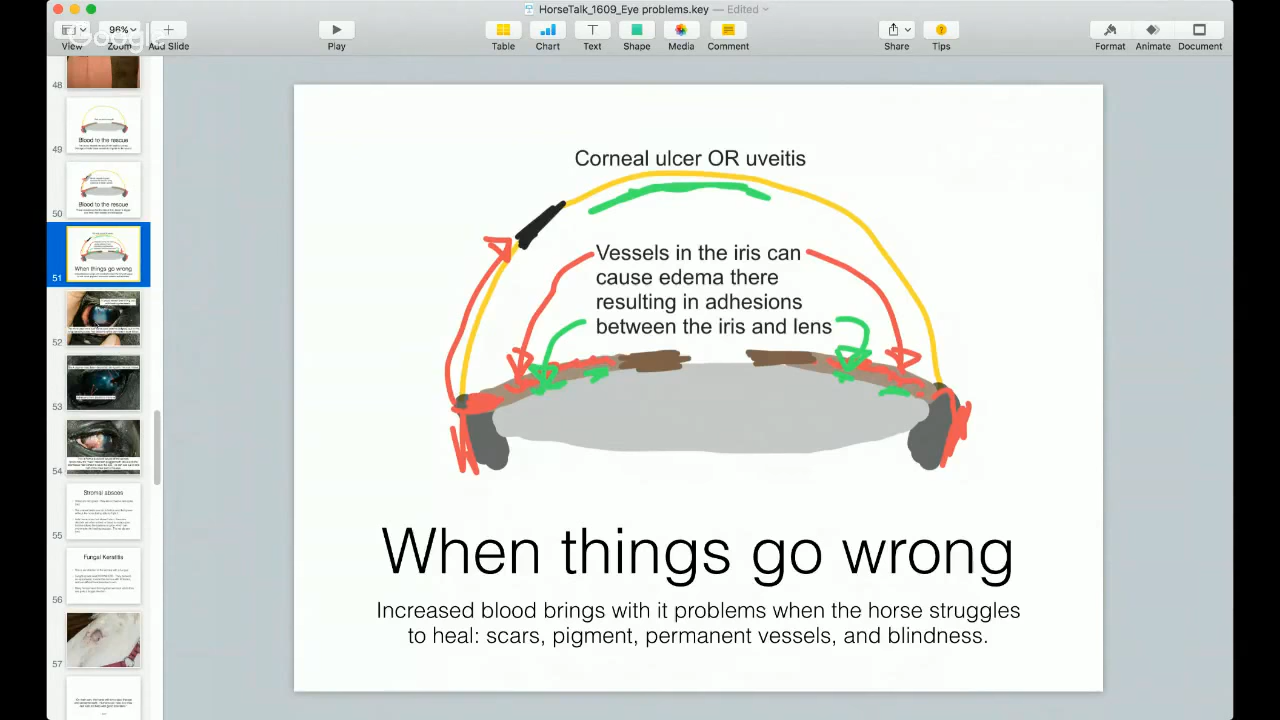 HorseTalk_1609_Eye problems.key — Edited
96%
Google
View
Zoom
Add Slide
Play
Table
Chart
Text
Shape
Media
Comment
Share
Tips
Format
Animate
Document
48
49
Blood to the rescue
50
Blood to the rescue
51
When things go wrong
52
53
54
55
Stromal abscess
56
Fungal Keratitis
57
Corneal ulcer OR uveitis
Vessels in the iris can
cause edema there
resulting in adhesions
between the iris and lens
When things go wrong
Increased blood brings with it problems when the horse struggles
to heal: scars, pigment, permanent vessels, and blindness.